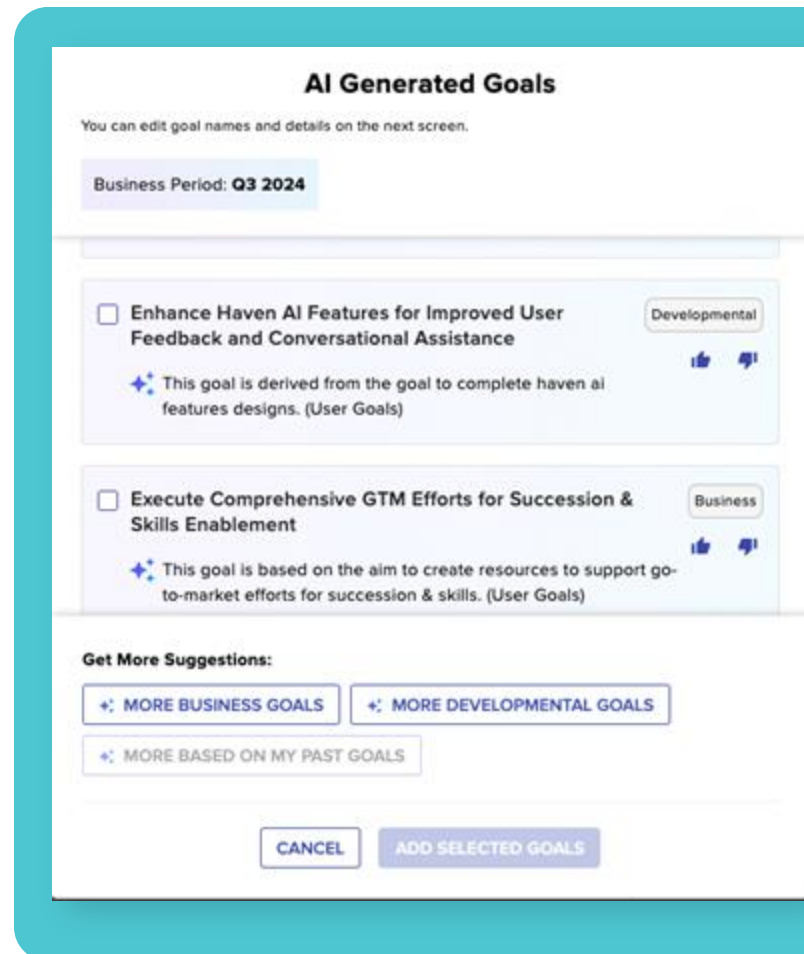 AI Generated Goals
You can edit goal names and details on the next screen.
Business Period: Q3 2024
Enhance Haven AI Features for Improved User
Feedback and Conversational Assistance
Developmental
This goal is derived from the goal to complete haven ai
features designs. (User Goals)
Execute Comprehensive GTM Efforts for Succession &
Skills Enablement
Business
This goal is based on the aim to create resources to support go-
to-market efforts for succession & skills. (User Goals)
Get More Suggestions:
MORE BUSINESS GOALS
MORE DEVELOPMENTAL GOALS
MORE BASED ON MY PAST GOALS
CANCEL
ADD SELECTED GOALS